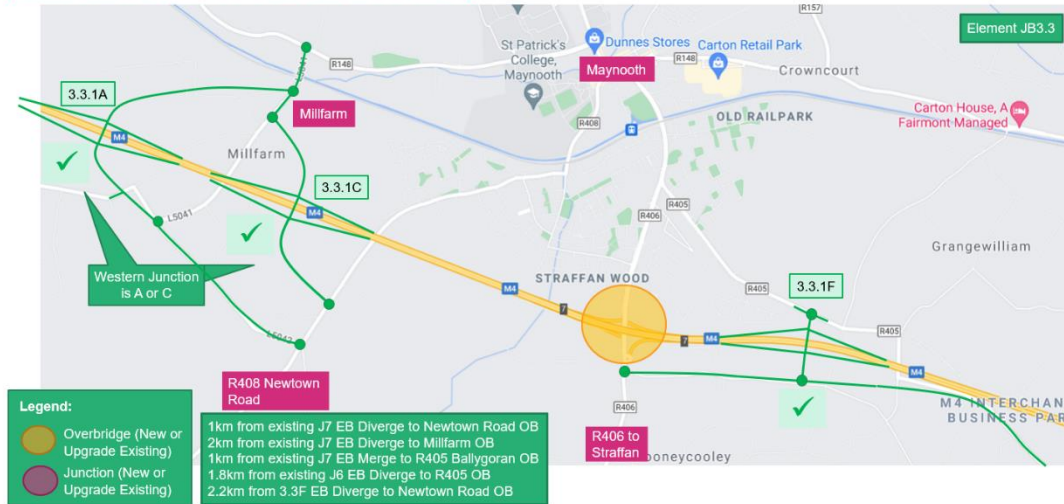 R157
Element JB3.3
Dunnes Stores
Carton Retail Park
St Patrick's
College,
Maynooth
L5041
R148
Maynooth
R148
Crowncourt
3.3.1A
Millfarm
R408
OLD RAILPARK
Carton House, A
Fairmont Managed
M4
Millfarm
3.3.1C
L5041
M4
R406
R405
Grangewilliam
Western Junction
is A or C
STRAFFAN WOOD
3.3.1F
M4
7
R405
R405
L5042
7
M4
M4
R408 Newtown
Road
R406
R406 to
Straffan
M4 INTERCHAN
BUSINESS PAR
ooneycooley
Legend:
Overbridge (New or
Upgrade Existing)
Junction (New or
Upgrade Existing)
1km from existing J7 EB Diverge to Newtown Road OB
2km from existing J7 EB Diverge to Millfarm OB
1km from existing J7 EB Merge to R405 Ballygoran OB
1.8km from existing J6 EB Diverge to R405 OB
2.2km from 3.3F EB Diverge to Newtown Road OB